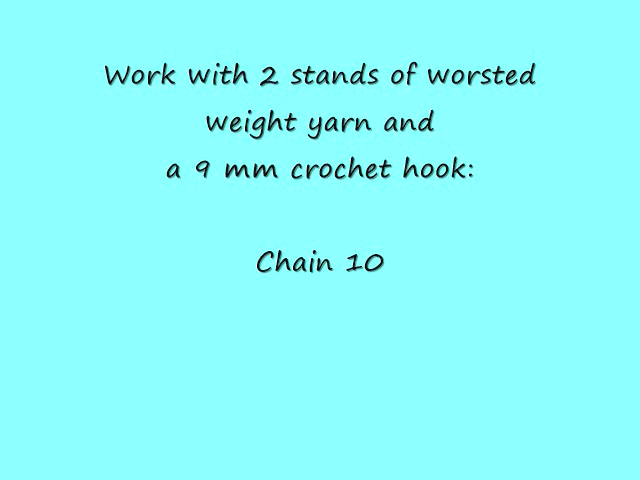 Work with 2 stands of worsted
weight yarn and
a 9 mm crochet hook:
Chain 10